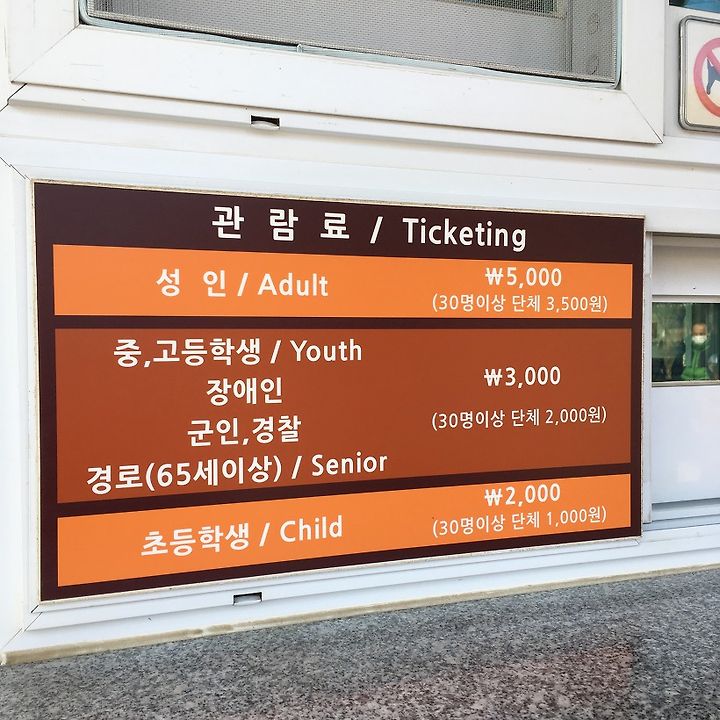 관 람 료 / Ticketing
성 인 / Adult
₩5,000
(30명이상 단체 3,500원)
중,고등학생 / Youth
장애인
군인,경찰
경로(65세이상) / Senior
₩3,000
(30명이상 단체 2,000원)
초등학생 / Child
₩2,000
(30명이상 단체 1,000원)